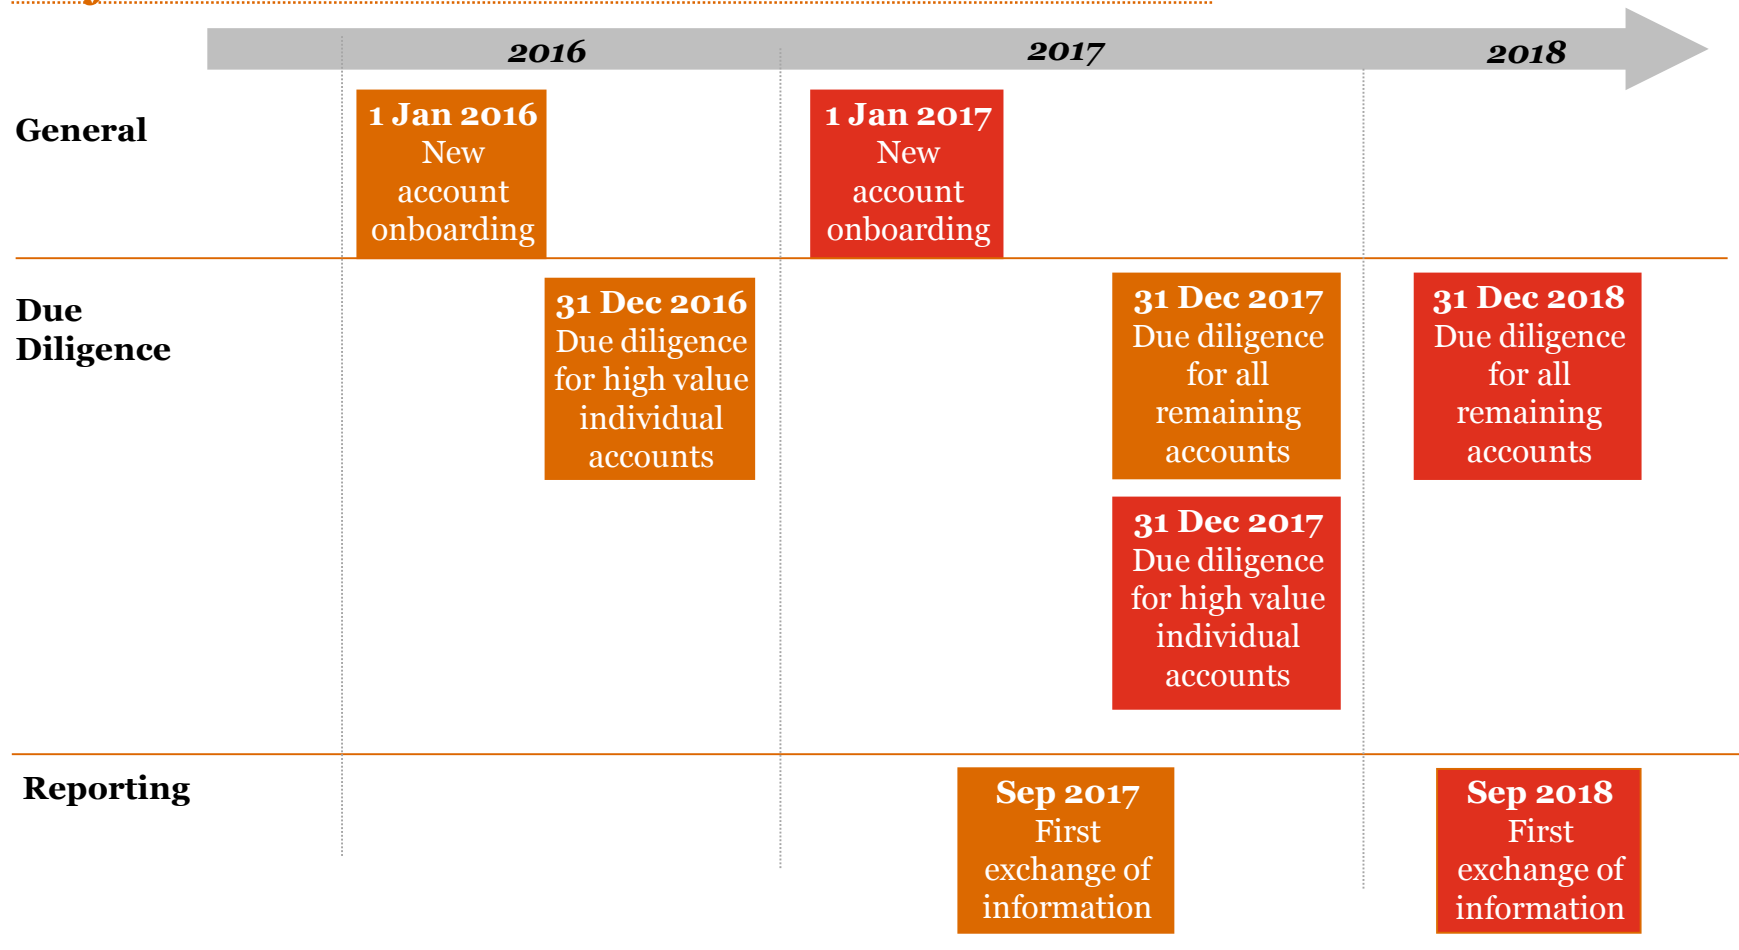 2016
2017
2018
General
1 Jan 2016
New
account
onboarding
1 Jan 2017
New
account
onboarding
Due
Diligence
31 Dec 2016
Due diligence
for high value
individual
accounts
31 Dec 2017
Due diligence
for all
remaining
accounts
31 Dec 2018
Due diligence
for all
remaining
accounts
31 Dec 2017
Due diligence
for high value
individual
accounts
Reporting
Sep 2017
First
exchange of
information
Sep 2018
First
exchange of
information